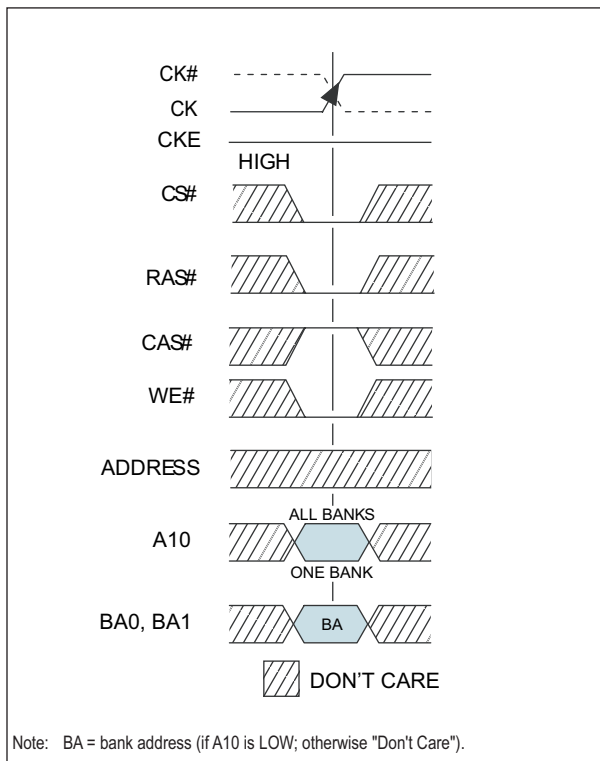 CK#
CK
CKE
HIGH
CS#
RAS#
CAS#
WE#
ADDRESS
ALL BANKS
A10
ONE BANK
BA0, BA1
BA
DON'T CARE
Note: BA = bank address (if A10 is LOW; otherwise "Don't Care").